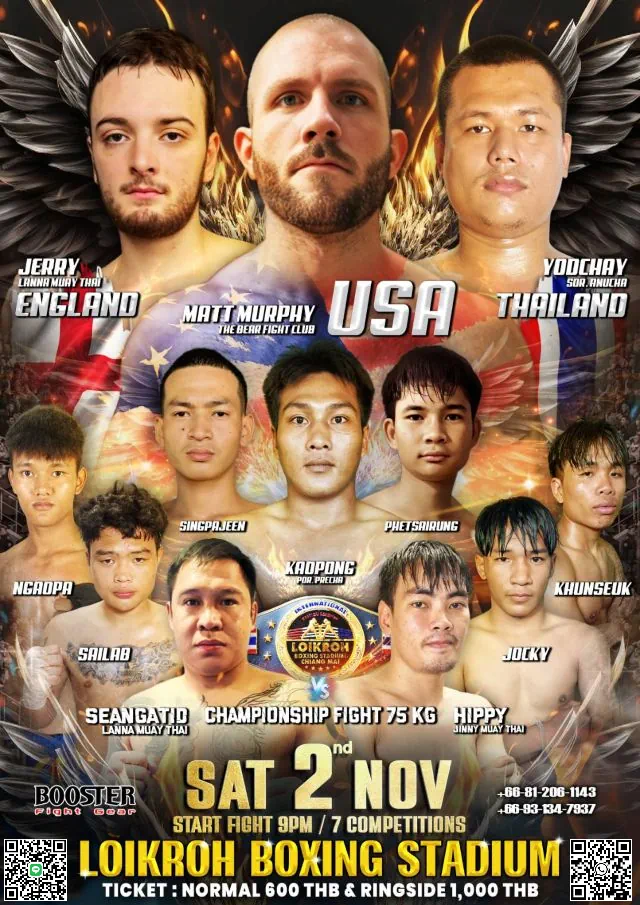 JERRY
LANNA MUAY THAI
ENGLAND
MATT MURPHY
THE BEAR FIGHT CLUB
USA
YODCHAY
SOR.ANUCHA
THAILAND
SINGPAJEEN
PHETSAIRUNG
KAOPONG
POR.PRECHA
NGAOPA
KHUNSEUK
SAILAB
JOCKY
INTERNATIONAL
LOIKROH
BOXING STADIUM
CHIANG MAI
VS
SEANGATID
LANNA MUAY THAI
CHAMPIONSHIP FIGHT 75 KG
HIPPY
JINNY MUAY THAI
SAT 2nd NOV
START FIGHT 9PM / 7 COMPETITIONS
BOOSTER
Fight Gear
+66-81-206-1143
+66-93-134-7937
LOIKROH BOXING STADIUM
TICKET : NORMAL 600 THB & RINGSIDE 1,000 THB